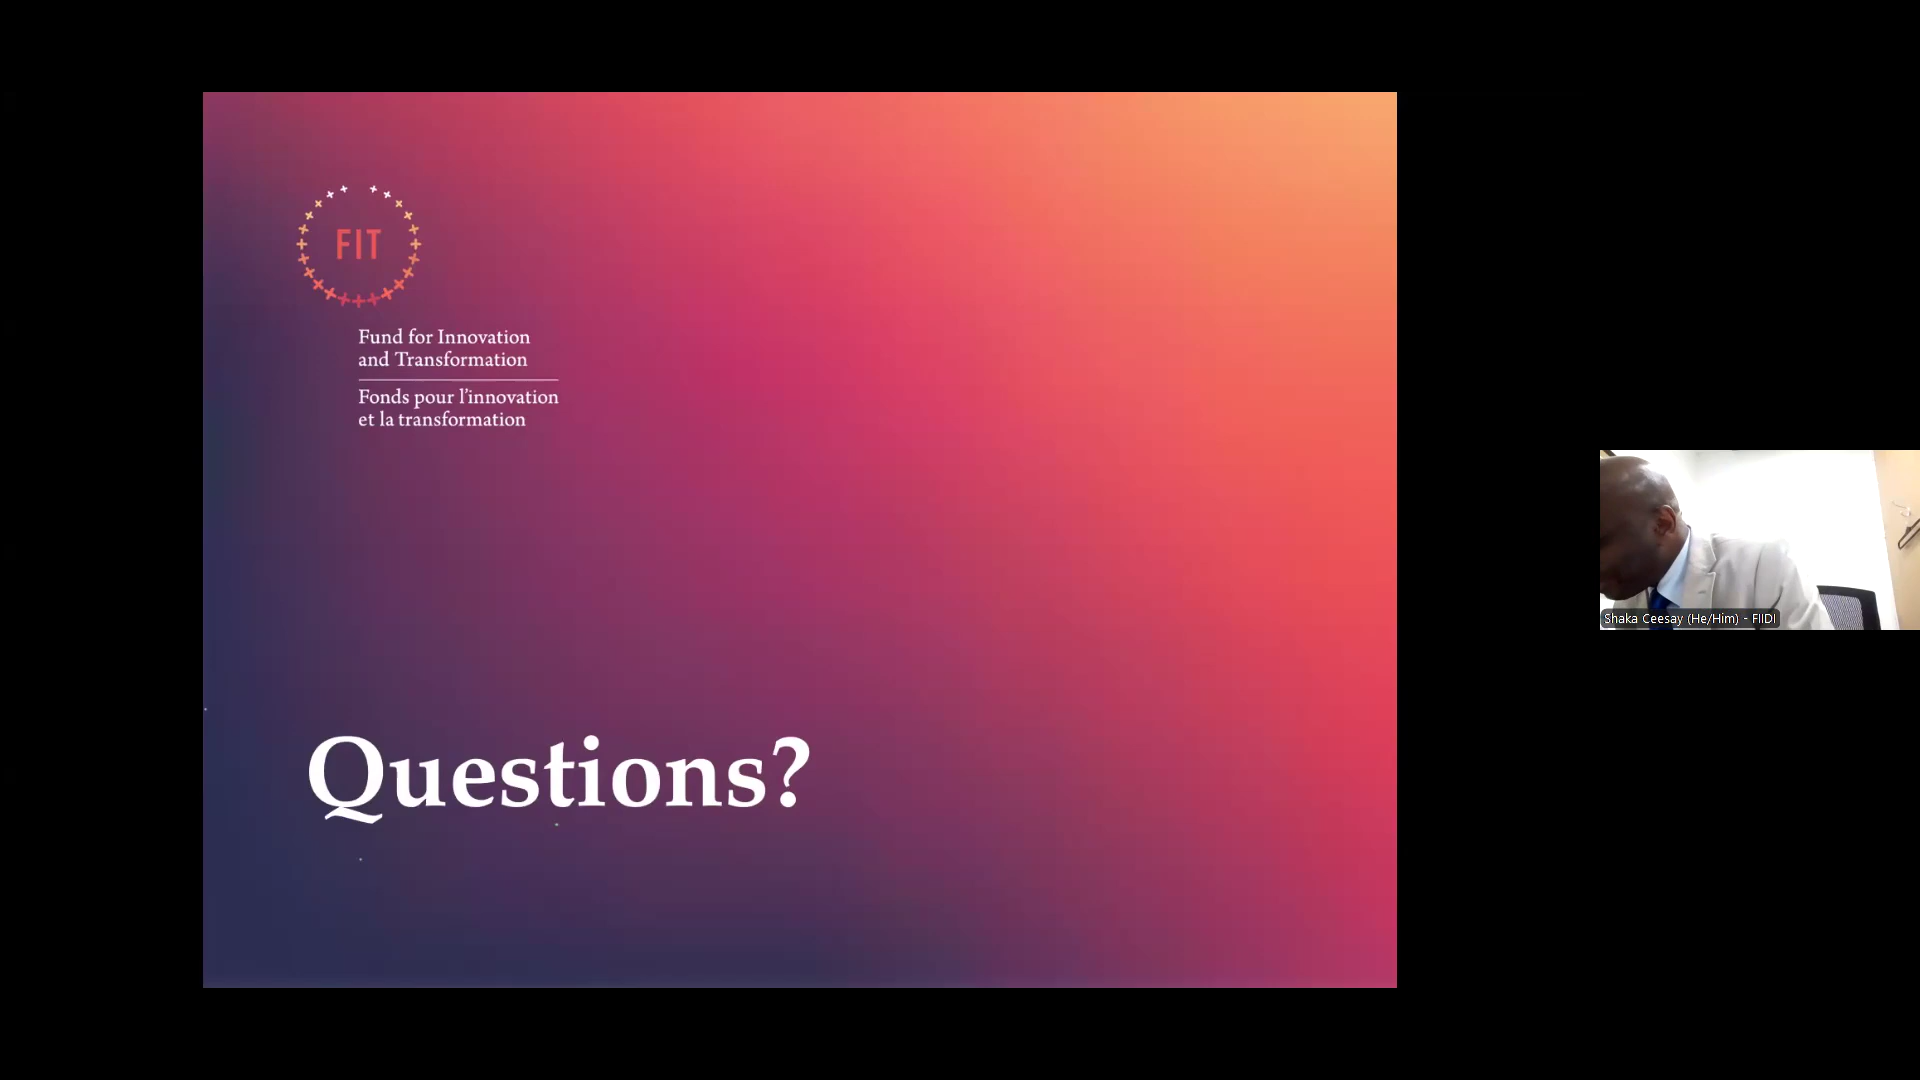 FIT
Fund for Innovation
and Transformation
Fonds pour l'innovation
et la transformation
Questions?
Shaka Ceesay (He/Him) - FIIDI